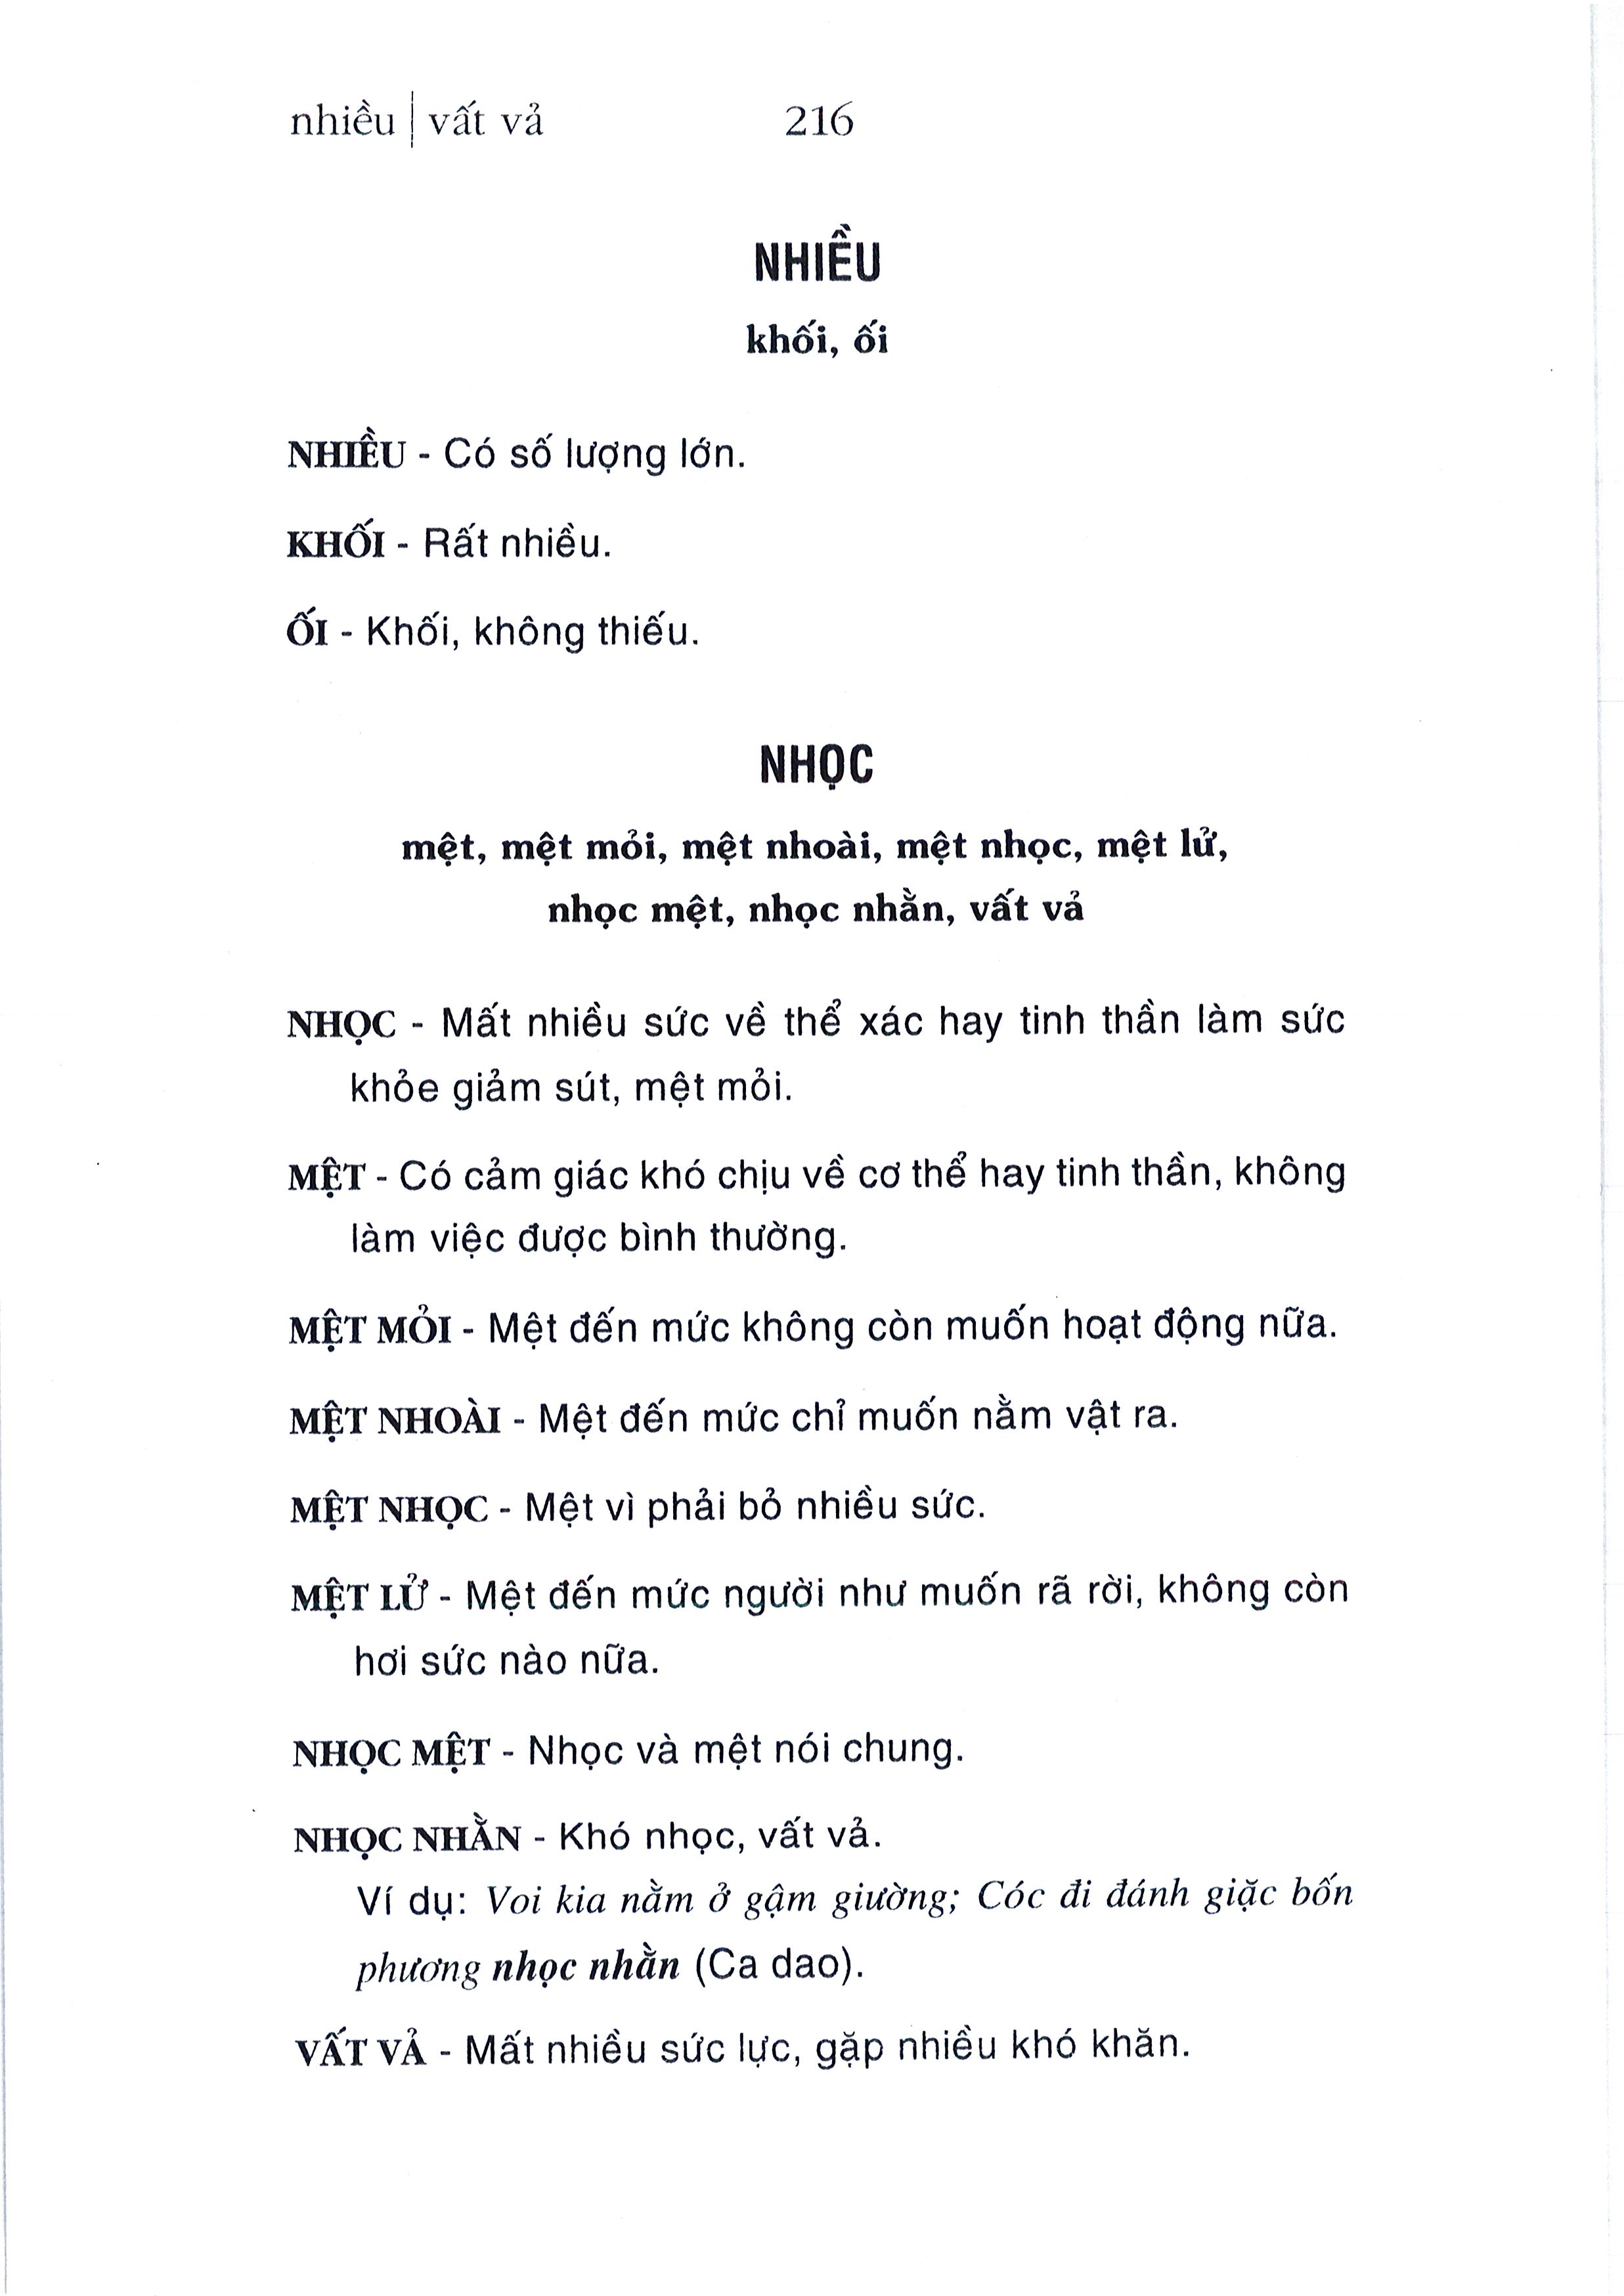 nhiều | vất vả 216
NHIỀU
khối, ối
NHIỀU - Có số lượng lớn.
KHỐI - Rất nhiều.
ỐI - Khối, không thiếu.
NHỌC
mệt, mệt mỏi, mệt nhoài, mệt nhọc, mệt lử,
nhọc mệt, nhọc nhằn, vất vả
NHỌC - Mất nhiều sức về thể xác hay tinh thần làm sức
khỏe giảm sút, mệt mỏi.
MỆT - Có cảm giác khó chịu về cơ thể hay tinh thần, không
làm việc được bình thường.
MỆT MỎI - Mệt đến mức không còn muốn hoạt động nữa.
MỆT NHOÀI - Mệt đến mức chỉ muốn nằm vật ra.
MỆT NHỌC - Mệt vì phải bỏ nhiều sức.
MỆT LỬ - Mệt đến mức người như muốn rã rời, không còn
hơi sức nào nữa.
NHỌC MỆT - Nhọc và mệt nói chung.
NHỌC NHẰN - Khó nhọc, vất vả.
Ví dụ: Voi kia nằm ở gậm giường; Cóc đi đánh giặc bốn
phương nhọc nhằn (Ca dao).
VẤT VẢ - Mất nhiều sức lực, gặp nhiều khó khăn.